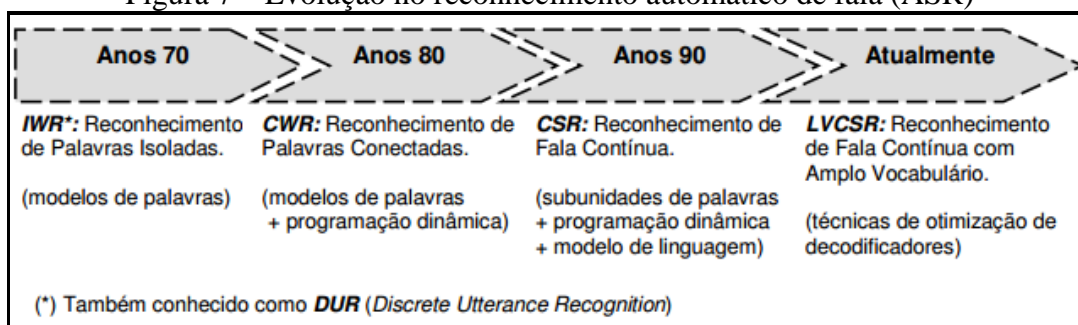 Figura 7 – Evolução no reconhecimento automático de fala (ASR)
Anos 70
Anos 80
Anos 90
Atualmente
IWR*: Reconhecimento
de Palavras Isoladas.
(modelos de palavras)
CWR: Reconhecimento de
Palavras Conectadas.
(modelos de palavras
+ programação dinâmica)
CSR: Reconhecimento de
Fala Contínua.
(subunidades de palavras
+ programação dinâmica
+ modelo de linguagem)
LVCSR: Reconhecimento
de Fala Contínua com
Amplo Vocabulário.
(técnicas de otimização de
decodificadores)
(*) Também conhecido como DUR (Discrete Utterance Recognition)